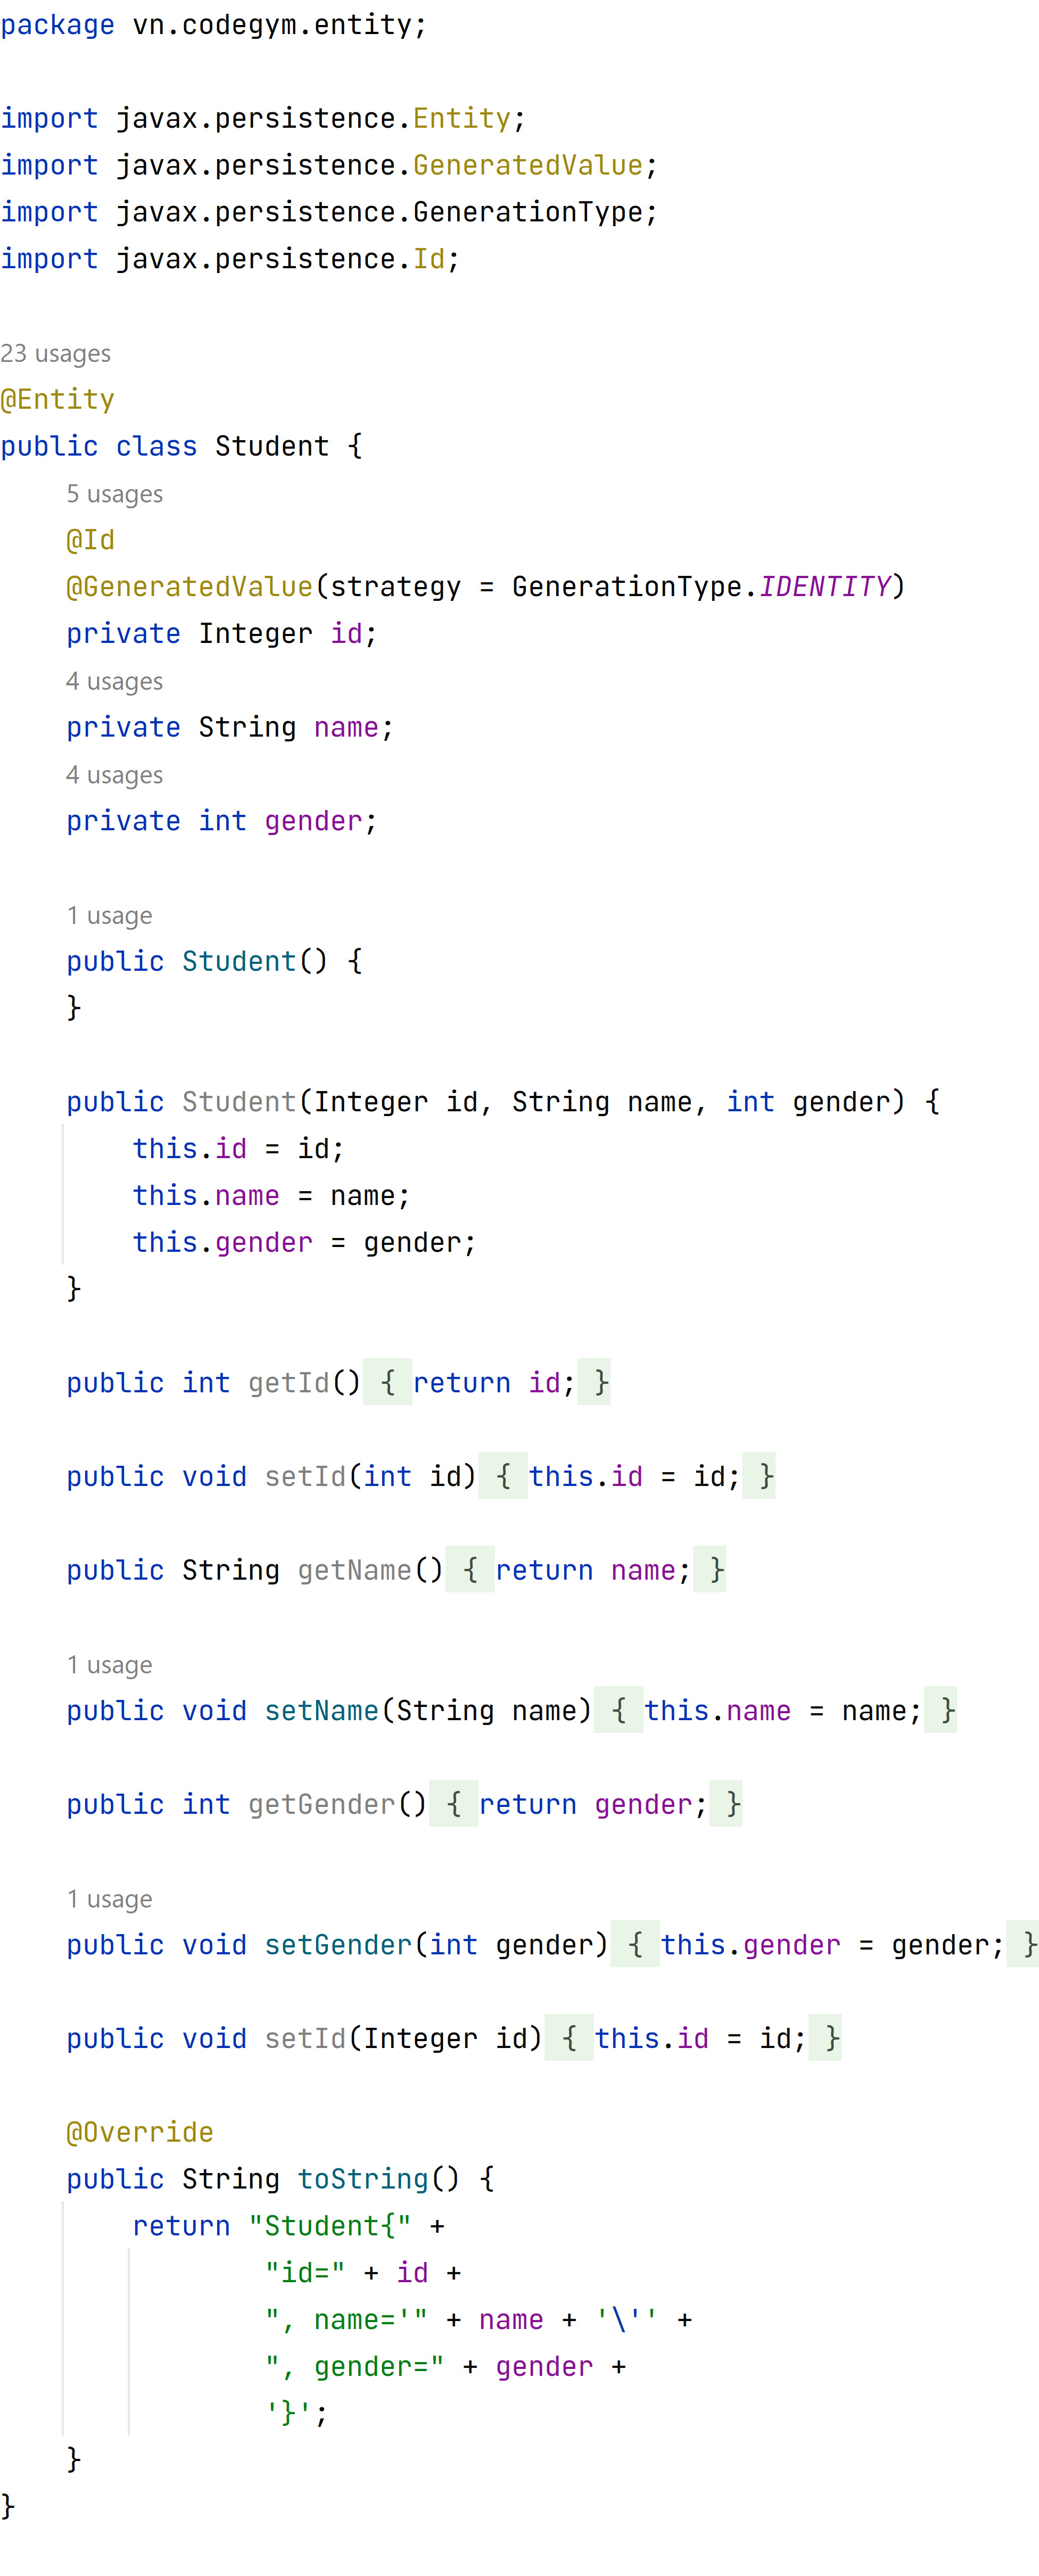 package vn.codegym.entity;
import javax.persistence.Entity;
import javax.persistence.GeneratedValue;
import javax.persistence.GenerationType;
import javax.persistence.Id;
23 usages
@Entity
public class Student {
5 usages
@Id
@GeneratedValue(strategy = GenerationType.IDENTITY)
private Integer id;
4 usages
private String name;
4 usages
private int gender;
1 usage
public Student() {
}
public Student(Integer id, String name, int gender) {
this.id = id;
this.name = name;
this.gender = gender;
}
public int getId() { return id; }
public void setId(int id) { this.id = id; }
public String getName() { return name; }
1 usage
public void setName(String name) { this.name = name; }
public int getGender() { return gender; }
1 usage
public void setGender(int gender) { this.gender = gender; }
public void setId(Integer id) { this.id = id; }
@Override
public String toString() {
return "Student{" +
"id=" + id +
", name='" + name + '\'' +
", gender=" + gender +
'}';
}
}